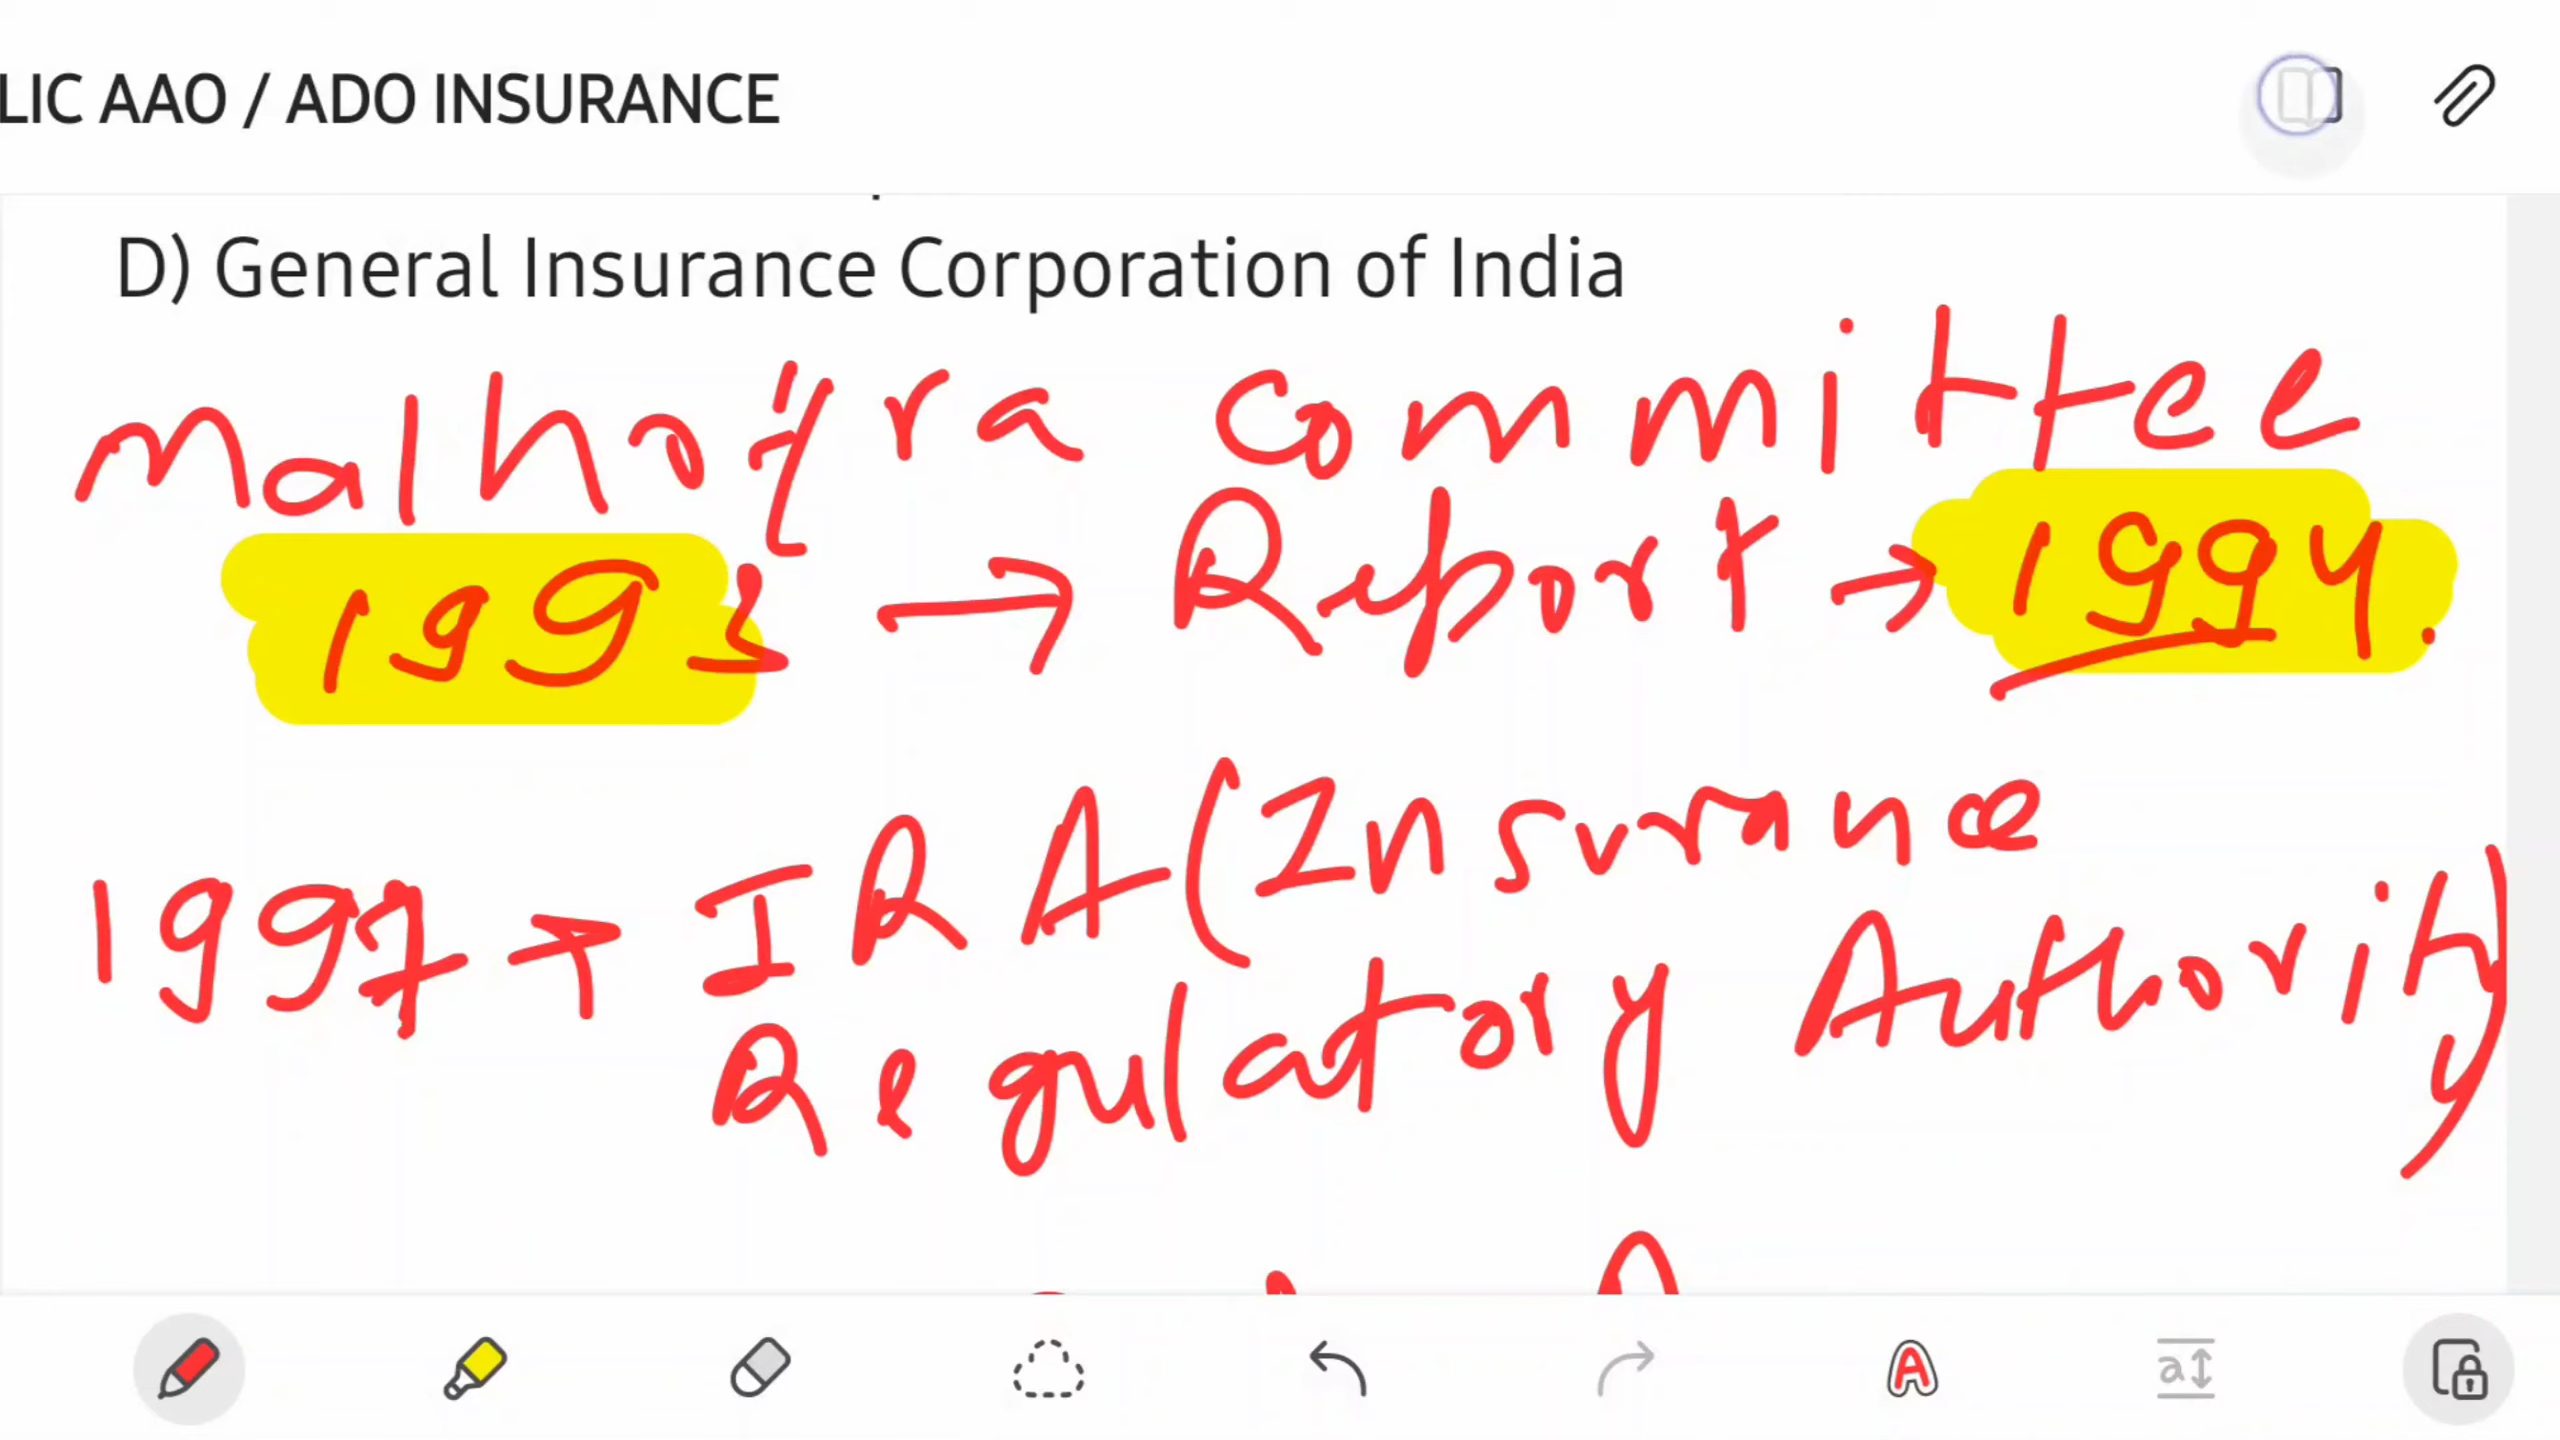 LIC AAO / ADO INSURANCE
D) General Insurance Corporation of India
Malhotra Committee
1993 → Report → 1994.
1997 → IRA (Insurance
Regulatory Authority)